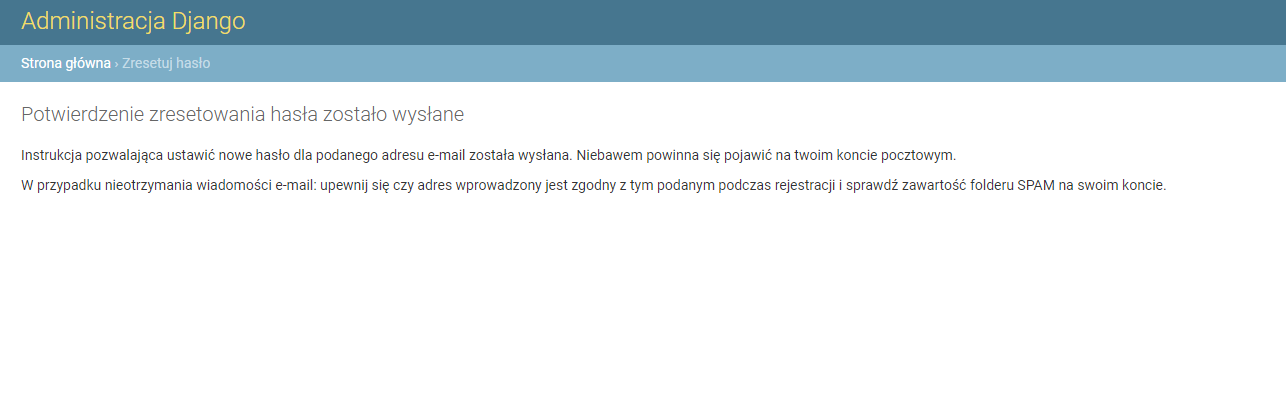 Administracja Django
Strona główna › Zresetuj hasło
Potwierdzenie zresetowania hasła zostało wysłane
Instrukcja pozwalająca ustawić nowe hasło dla podanego adresu e-mail została wysłana. Niebawem powinna się pojawić na twoim koncie pocztowym.
W przypadku nieotrzymania wiadomości e-mail: upewnij się czy adres wprowadzony jest zgodny z tym podanym podczas rejestracji i sprawdź zawartość folderu SPAM na swoim koncie.